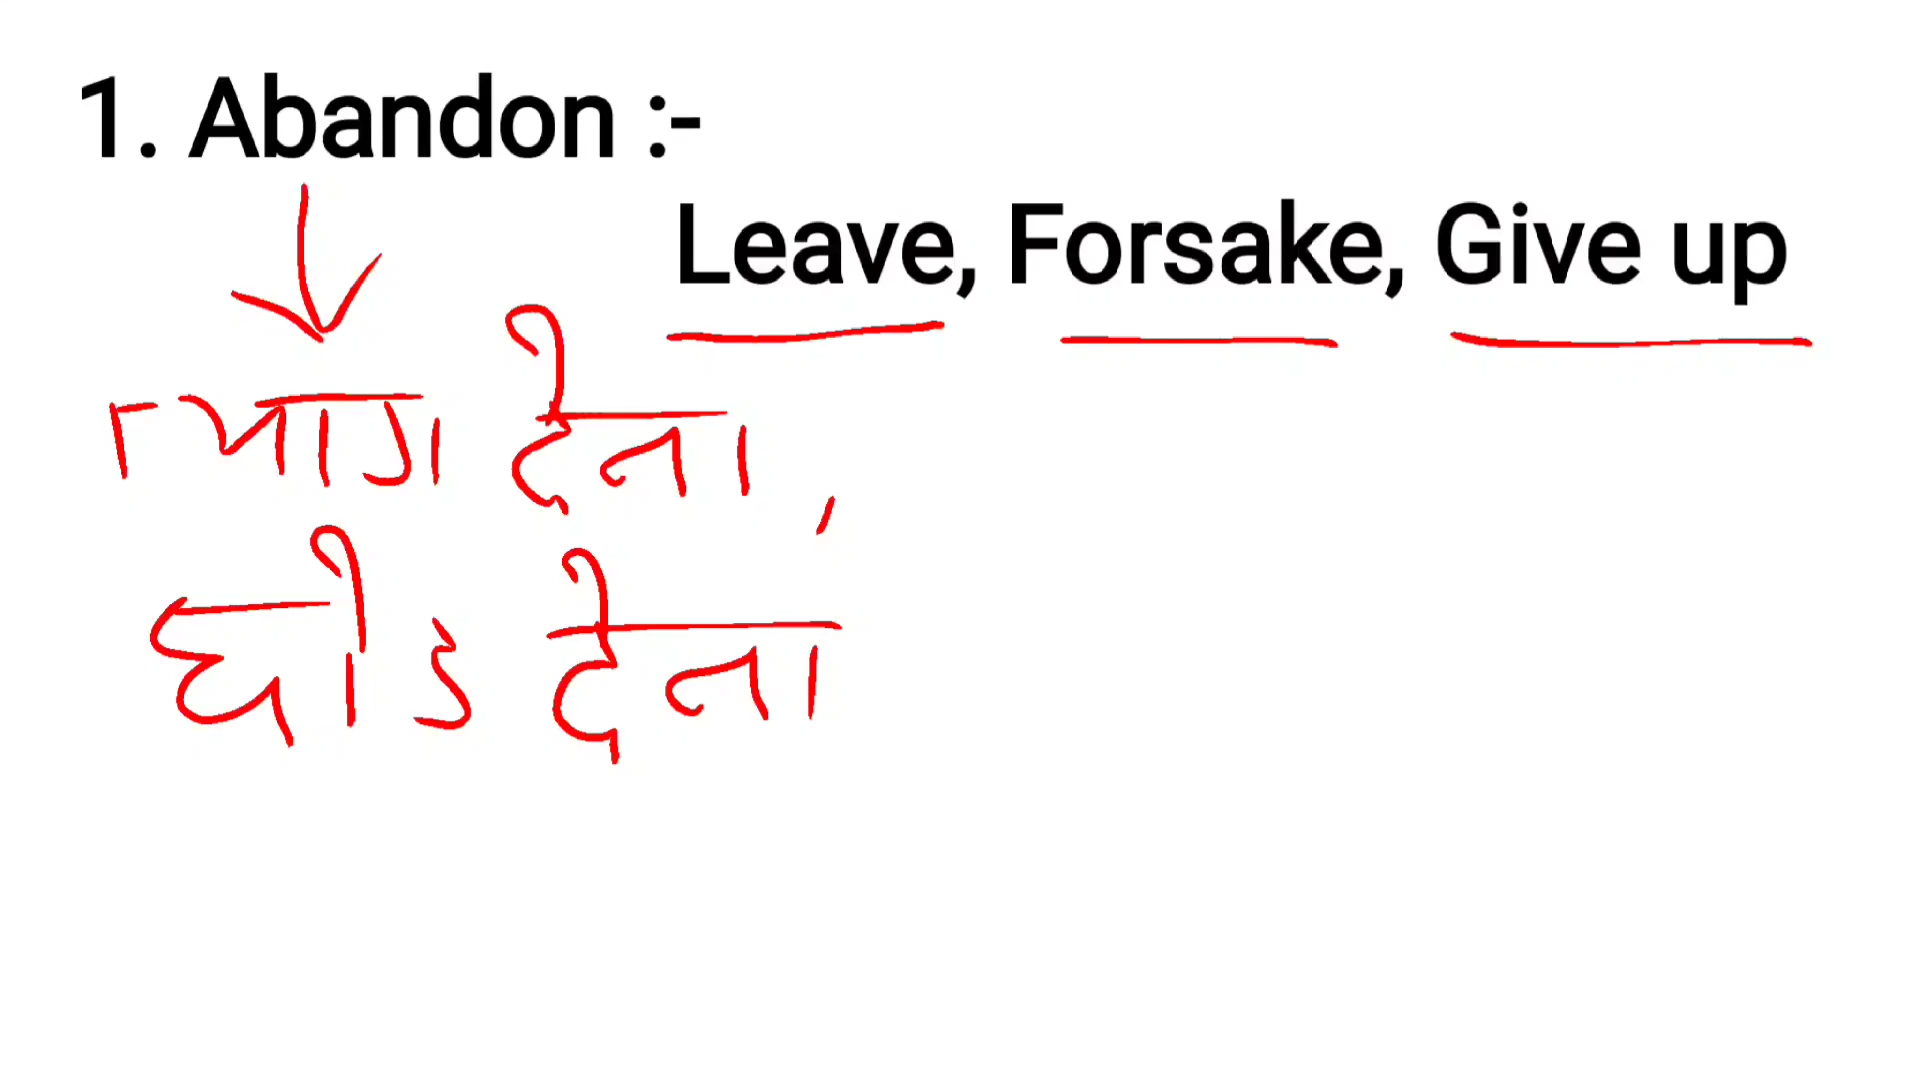 1. Abandon :-
Leave, Forsake, Give up
त्याग देना,
छोड देना